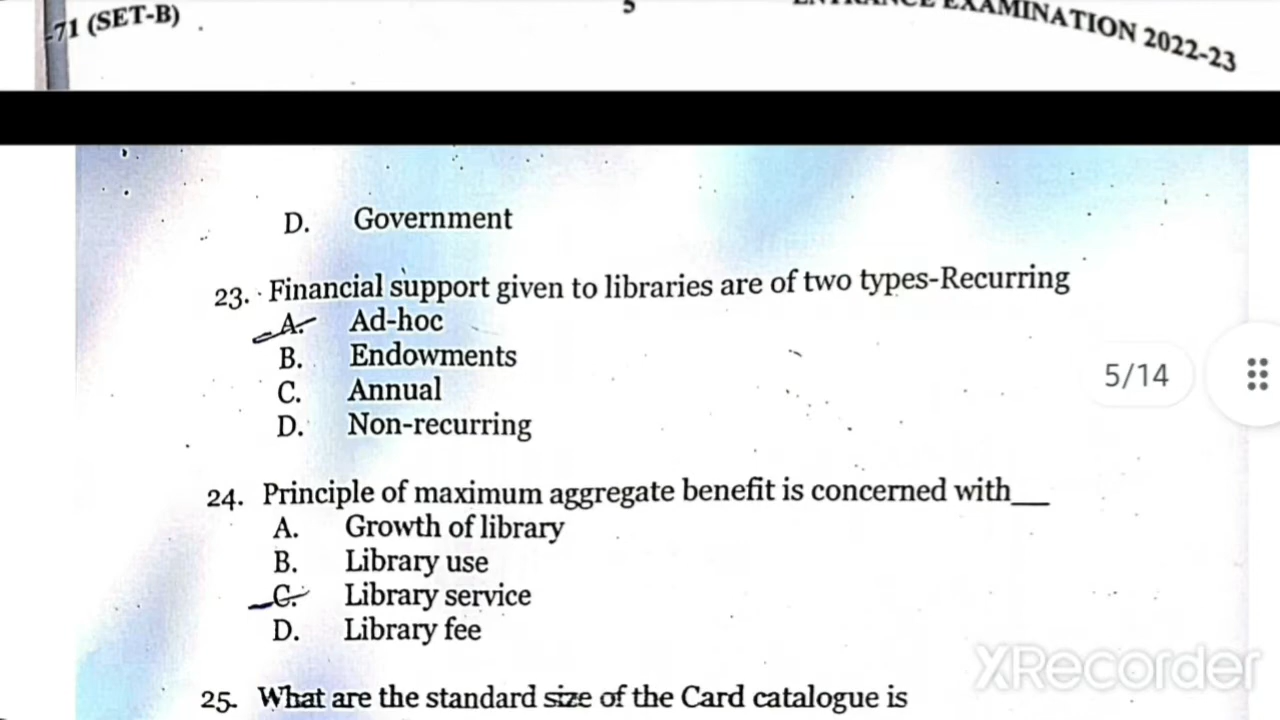 -71 (SET-B)
5
EXAMINATION 2022-23
D. Government
23. Financial support given to libraries are of two types-Recurring
A. Ad-hoc
B. Endowments
C. Annual
D. Non-recurring
5/14
24. Principle of maximum aggregate benefit is concerned with__
A. Growth of library
B. Library use
C. Library service
D. Library fee
XRecorder
25. What are the standard size of the Card catalogue is